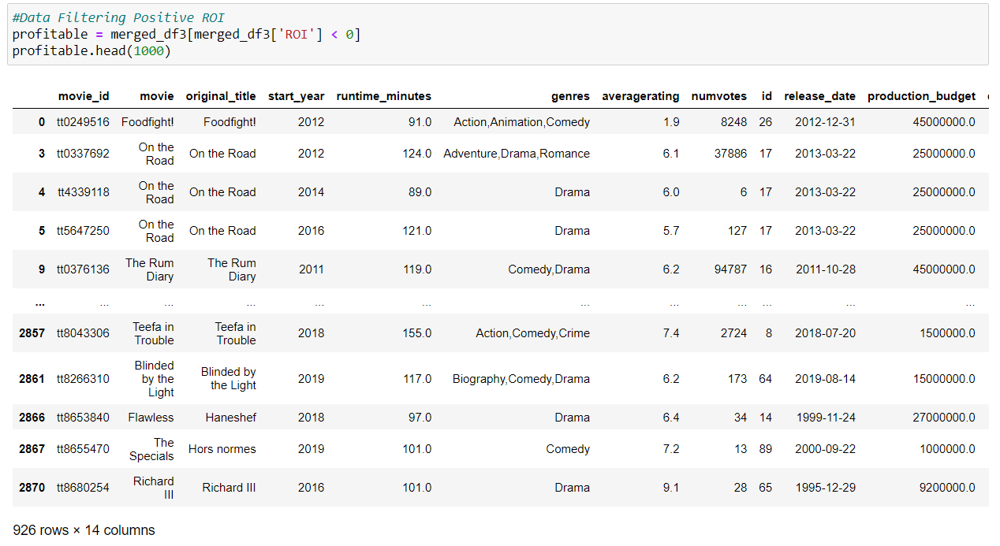 #Data Filtering Positive ROI
profitable = merged_df3[merged_df3['ROI'] < 0]
profitable.head(1000)
movie_id movie original_title start_year runtime_minutes genres averagerating numvotes id release_date production_budget
0 tt0249516 Foodfight! Foodfight! 2012 91.0 Action,Animation,Comedy 1.9 8248 26 2012-12-31 45000000.0
3 tt0337692 On the Road On the Road 2012 124.0 Adventure,Drama,Romance 6.1 37886 17 2013-03-22 25000000.0
4 tt4339118 On the Road On the Road 2014 89.0 Drama 6.0 6 17 2013-03-22 25000000.0
5 tt5647250 On the Road On the Road 2016 121.0 Drama 5.7 127 17 2013-03-22 25000000.0
9 tt0376136 The Rum Diary The Rum Diary 2011 119.0 Comedy,Drama 6.2 94787 16 2011-10-28 45000000.0
... ... ... ... ... ... ... ... ... ... ... ...
2857 tt8043306 Teefa in Trouble Teefa in Trouble 2018 155.0 Action,Comedy,Crime 7.4 2724 8 2018-07-20 1500000.0
2861 tt8266310 Blinded by the Light Blinded by the Light 2019 117.0 Biography,Comedy,Drama 6.2 173 64 2019-08-14 15000000.0
2866 tt8653840 Flawless Haneshef 2018 97.0 Drama 6.4 34 14 1999-11-24 27000000.0
2867 tt8655470 The Specials Hors normes 2019 101.0 Comedy 7.2 13 89 2000-09-22 1000000.0
2870 tt8680254 Richard III Richard III 2016 101.0 Drama 9.1 28 65 1995-12-29 9200000.0
926 rows × 14 columns